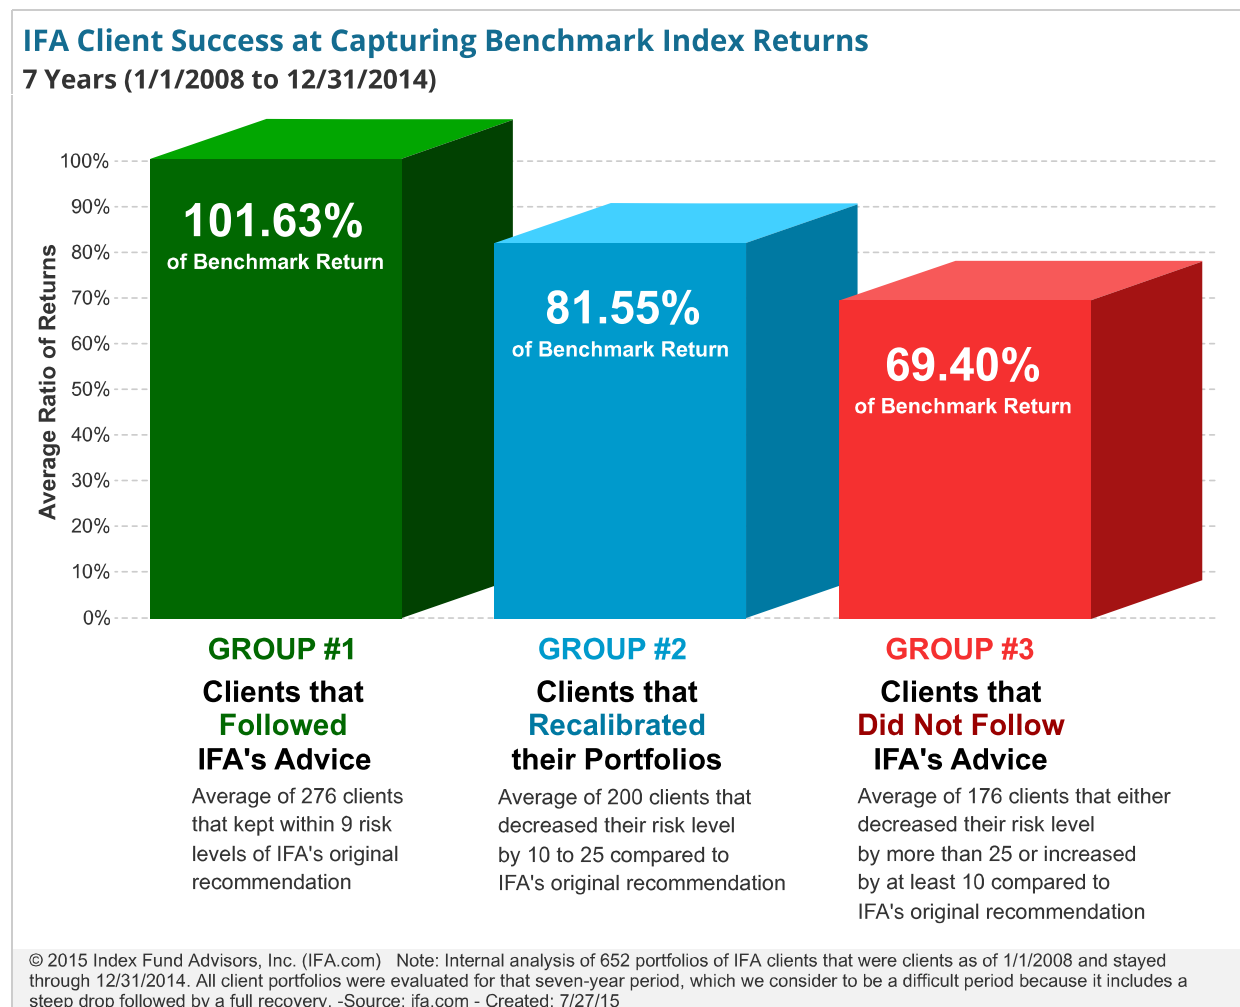 IFA Client Success at Capturing Benchmark Index Returns
7 Years (1/1/2008 to 12/31/2014)
Average Ratio of Returns
100%
90%
80%
70%
60%
50%
40%
30%
20%
10%
0%
101.63%
of Benchmark Return
81.55%
of Benchmark Return
69.40%
of Benchmark Return
GROUP #1
Clients that
Followed
IFA's Advice
Average of 276 clients
that kept within 9 risk
levels of IFA's original
recommendation
GROUP #2
Clients that
Recalibrated
their Portfolios
Average of 200 clients that
decreased their risk level
by 10 to 25 compared to
IFA's original recommendation
GROUP #3
Clients that
Did Not Follow
IFA's Advice
Average of 176 clients that either
decreased their risk level
by more than 25 or increased
by at least 10 compared to
IFA's original recommendation
© 2015 Index Fund Advisors, Inc. (IFA.com)   Note: Internal analysis of 652 portfolios of IFA clients that were clients as of 1/1/2008 and stayed
through 12/31/2014. All client portfolios were evaluated for that seven-year period, which we consider to be a difficult period because it includes a
steep drop followed by a full recovery. -Source: ifa.com - Created: 7/27/15